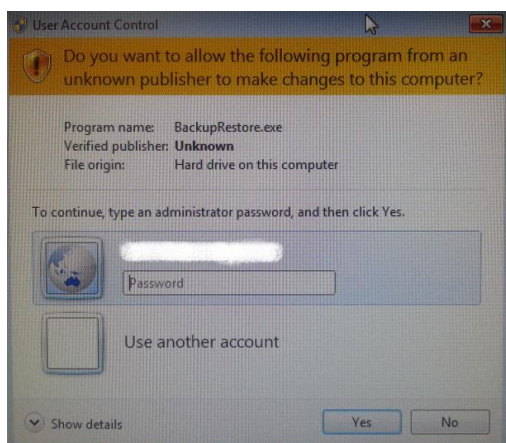 User Account Control
Do you want to allow the following program from an
unknown publisher to make changes to this computer?
Program name: BackupRestore.exe
Verified publisher: Unknown
File origin: Hard drive on this computer
To continue, type an administrator password, and then click Yes.
Password
Use another account
Show details
Yes
No